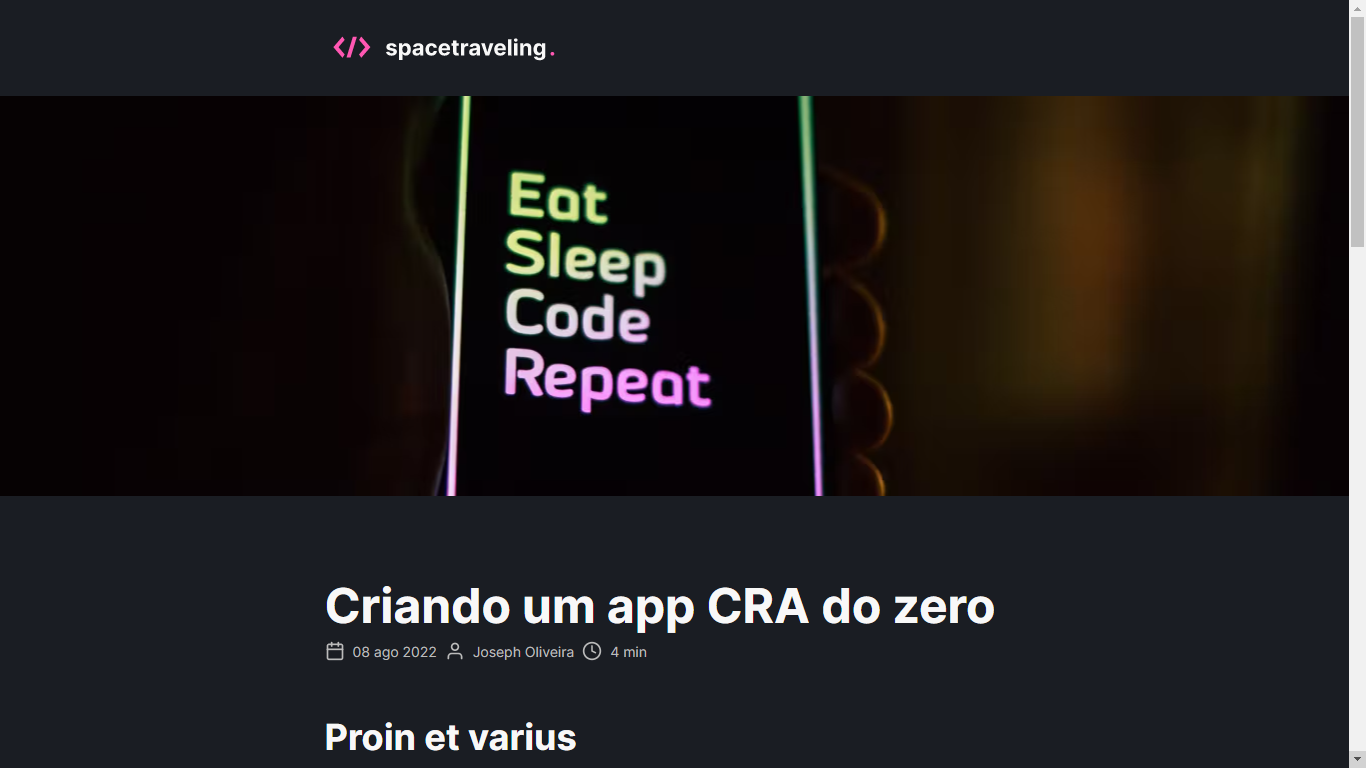 </> spacetraveling.
Eat
Sleep
Code
Repeat
Criando um app CRA do zero
08 ago 2022 Joseph Oliveira 4 min
Proin et varius